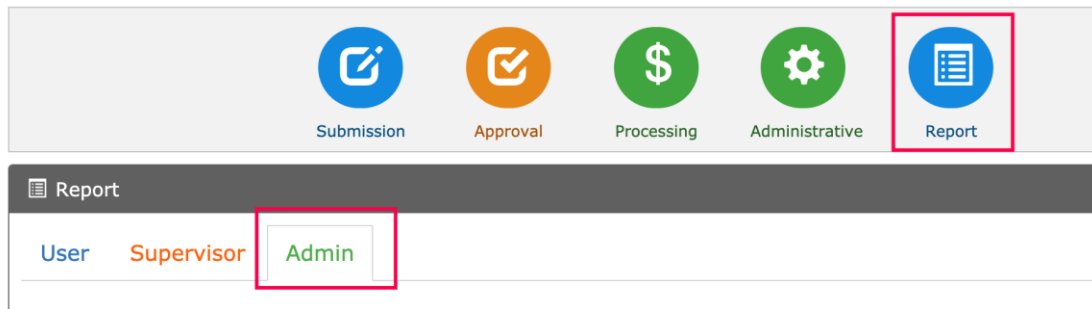 Submission Approval Processing Administrative Report
Report
User Supervisor Admin